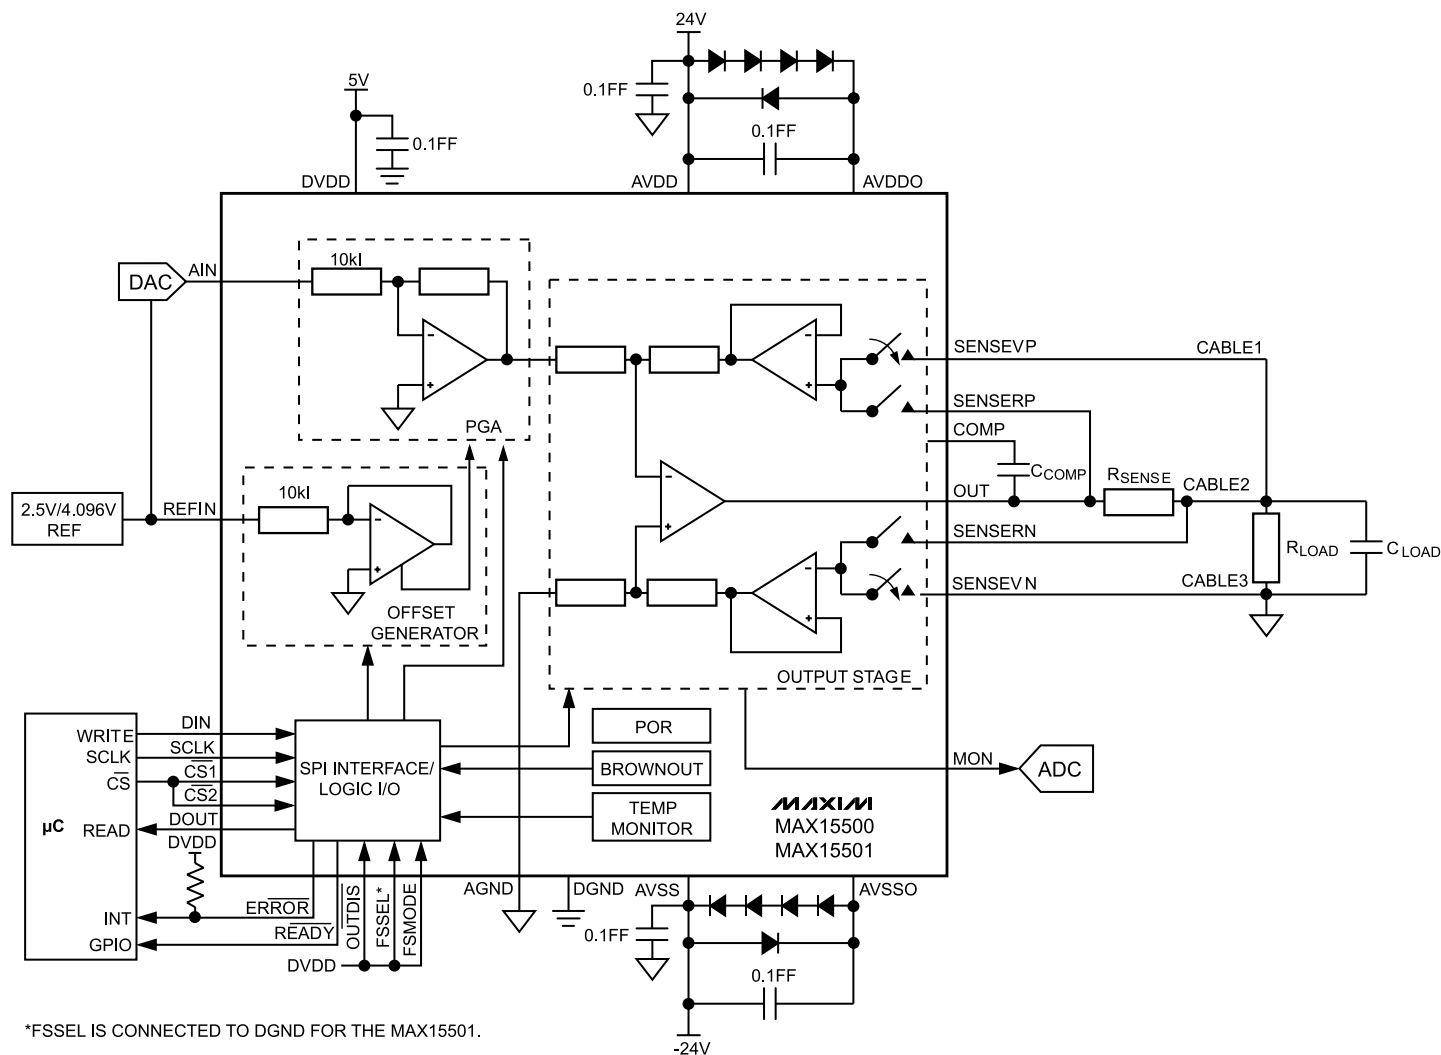 24V
0.1FF
5V
0.1FF
0.1FF
DVDD
AVDD
AVDDO
DAC
AIN
10kI
PGA
SENSEVP
CABLE1
SENSERP
COMP
CCOMP
RSENSE
CABLE2
OUT
2.5V/4.096V
REF
REFIN
10kI
SENSERN
RLOAD
CLOAD
CABLE3
SENSEVN
OFFSET
GENERATOR
OUTPUT STAGE
µC
WRITE
SCLK
CS
READ
INT
GPIO
DIN
SCLK
CS1
CS2
DOUT
DVDD
SPI INTERFACE/
LOGIC I/O
POR
BROWNOUT
TEMP
MONITOR
MON
ADC
MAXIM
MAX15500
MAX15501
ERROR
READY
OUTDIS
FSSEL*
FSMODE
DVDD
AGND
DGND
AVSS
AVSSO
0.1FF
0.1FF
-24V
*FSSEL IS CONNECTED TO DGND FOR THE MAX15501.